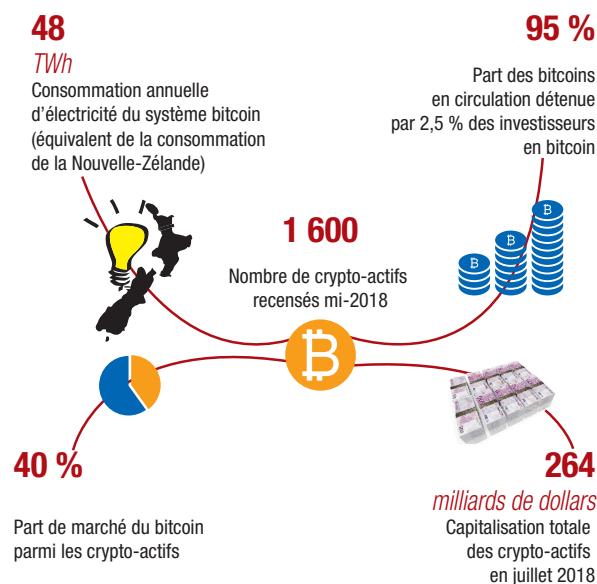 48
TWh
Consommation annuelle
d'électricité du système bitcoin
(équivalent de la consommation
de la Nouvelle-Zélande)
95 %
Part des bitcoins
en circulation détenue
par 2,5 % des investisseurs
en bitcoin
1 600
Nombre de crypto-actifs
recensés mi-2018
40 %
Part de marché du bitcoin
parmi les crypto-actifs
264
milliards de dollars
Capitalisation totale
des crypto-actifs
en juillet 2018